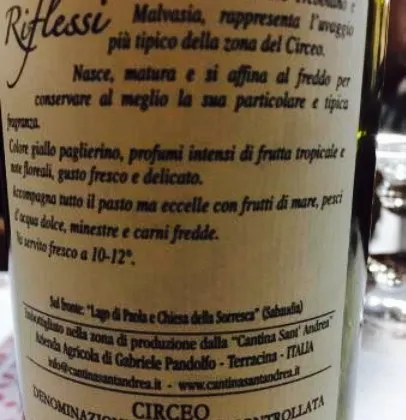 Riflessi
Malvasia, rappresenta l'uvaggio
più tipico della zona del Circeo.
Nasce, matura e si affina al freddo per
conservare al meglio la sua particolare e tipica
fragranza.
Colore giallo paglierino, profumi intensi di frutta tropicale e
note floreali, gusto fresco e delicato.
Accompagna tutto il pasto ma eccelle con frutti di mare, pesci
d'acqua dolce, minestre e carni fredde.
servito fresco a 10-12°.
Sul fronte: "Lago di Paola e Chiesa della Sorresca" (Sabaudia)
Imbottigliato nella zona di produzione dalla "Cantina Sant' Andrea"
Azienda Agricola di Gabriele Pandolfo - Terracina - ITALIA
info@cantinasantandrea.it - www.cantinasantandrea.it
CIRCEO
DENOMINAZIONE CONTROLLATA